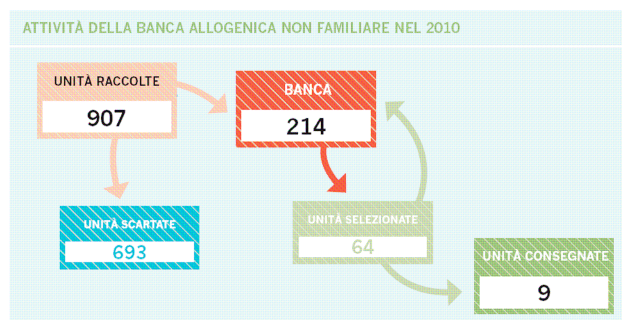 ATTIVITÀ DELLA BANCA ALLOGENICA NON FAMILIARE NEL 2010
UNITÀ RACCOLTE
907
BANCA
214
UNITÀ SCARTATE
693
UNITÀ SELEZIONATE
64
UNITÀ CONSEGNATE
9